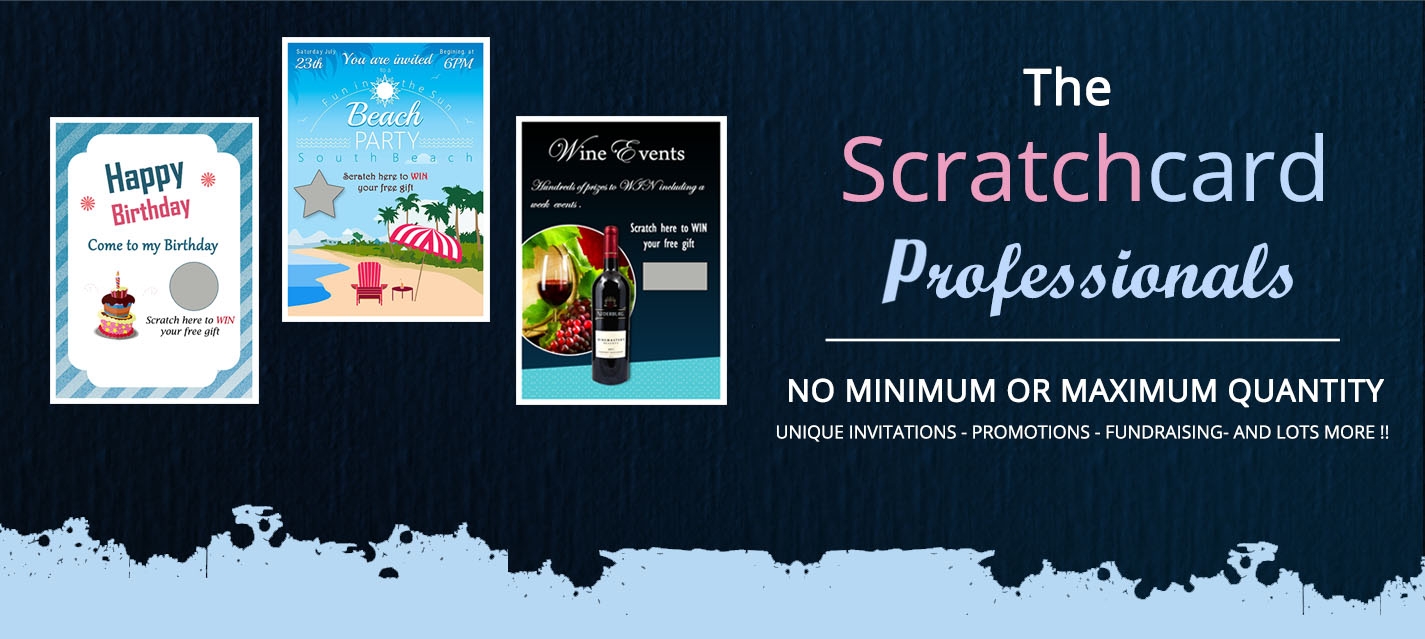 Happy
Birthday
Come to my Birthday
Scratch here to WIN
your free gift
Saturday July
23th
You are invited
to a
Begining at
6PM
Fun in the Sun
Beach
PARTY
South Beach
Scratch here to WIN
your free gift
Wine Events
Hundreds of prizes to WIN including a
week events .
Scratch here to WIN
your free gift
NEDERBURG
The
Scratchcard
Professionals
NO MINIMUM OR MAXIMUM QUANTITY
UNIQUE INVITATIONS - PROMOTIONS - FUNDRAISING- AND LOTS MORE !!